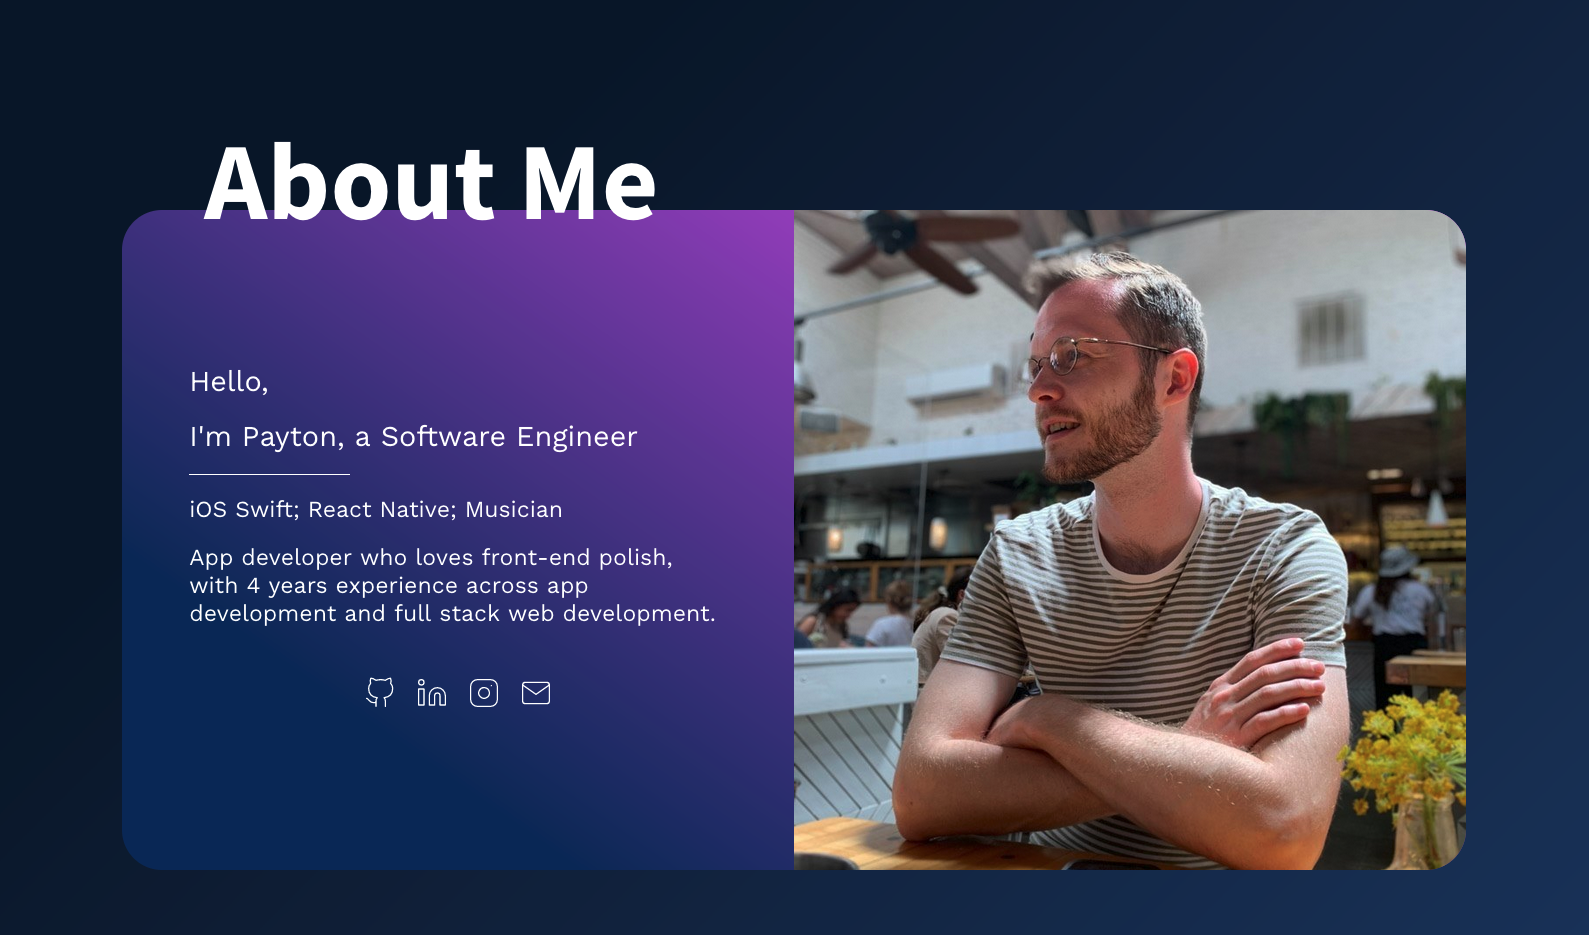 About Me
Hello,
I'm Payton, a Software Engineer
iOS Swift; React Native; Musician
App developer who loves front-end polish,
with 4 years experience across app
development and full stack web development.